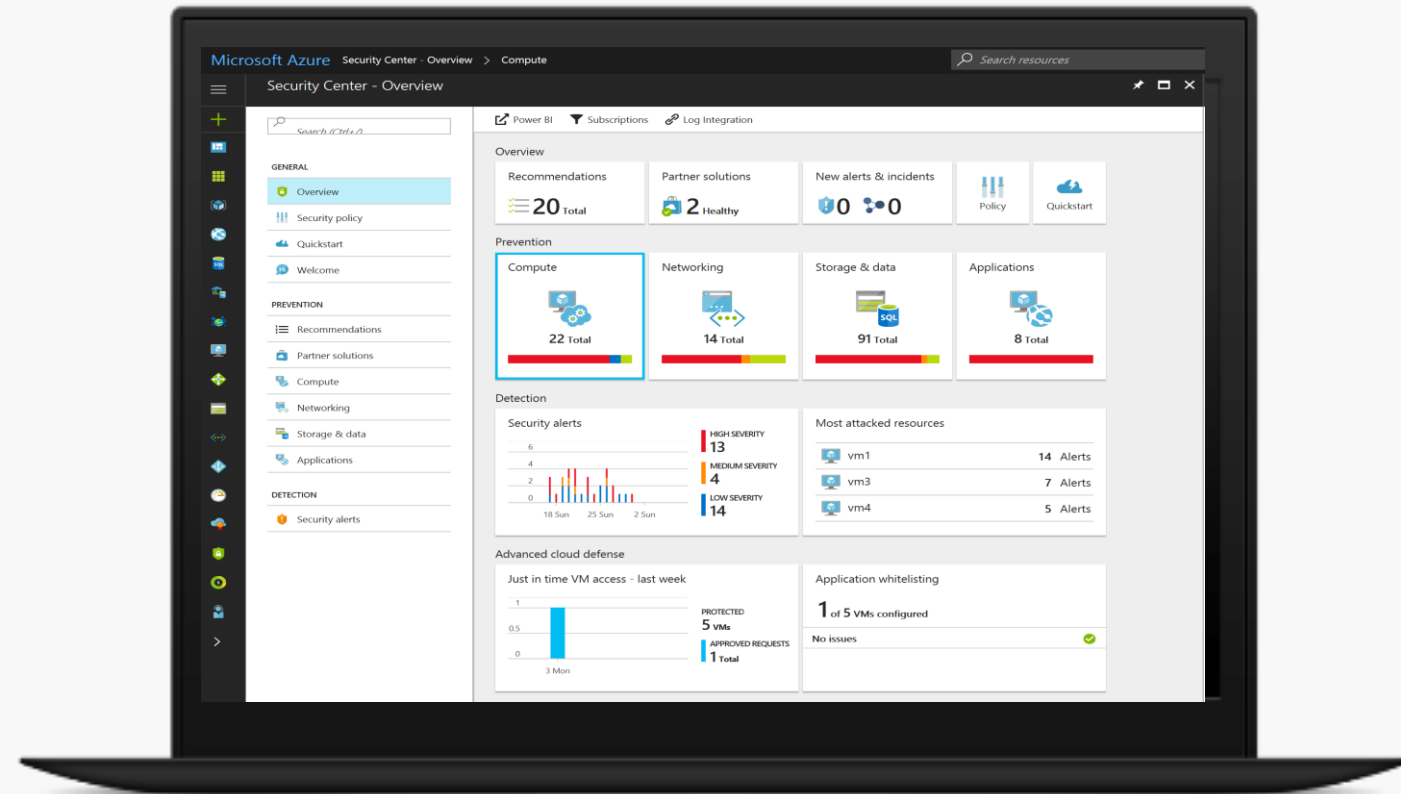 Microsoft Azure Security Center - Overview > Compute
Search resources
Security Center - Overview
Search (Ctrl+/)
GENERAL
Overview
Security policy
Quickstart
Welcome
PREVENTION
Recommendations
Partner solutions
Compute
Networking
Storage & data
Applications
DETECTION
Security alerts
Power BI Subscriptions Log Integration
Overview
Recommendations
20 Total
Partner solutions
2 Healthy
New alerts & incidents
0 0
Policy
Quickstart
Prevention
Compute
22 Total
Networking
14 Total
Storage & data
SQL
91 Total
Applications
8 Total
Detection
Security alerts
6
4
2
0
18 Sun 25 Sun 2 Sun
HIGH SEVERITY
13
MEDIUM SEVERITY
4
LOW SEVERITY
14
Most attacked resources
vm1 14 Alerts
vm3 7 Alerts
vm4 5 Alerts
Advanced cloud defense
Just in time VM access - last week
1
0.5
0
3 Mon
PROTECTED
5 VMs
APPROVED REQUESTS
1 Total
Application whitelisting
1 of 5 VMs configured
No issues